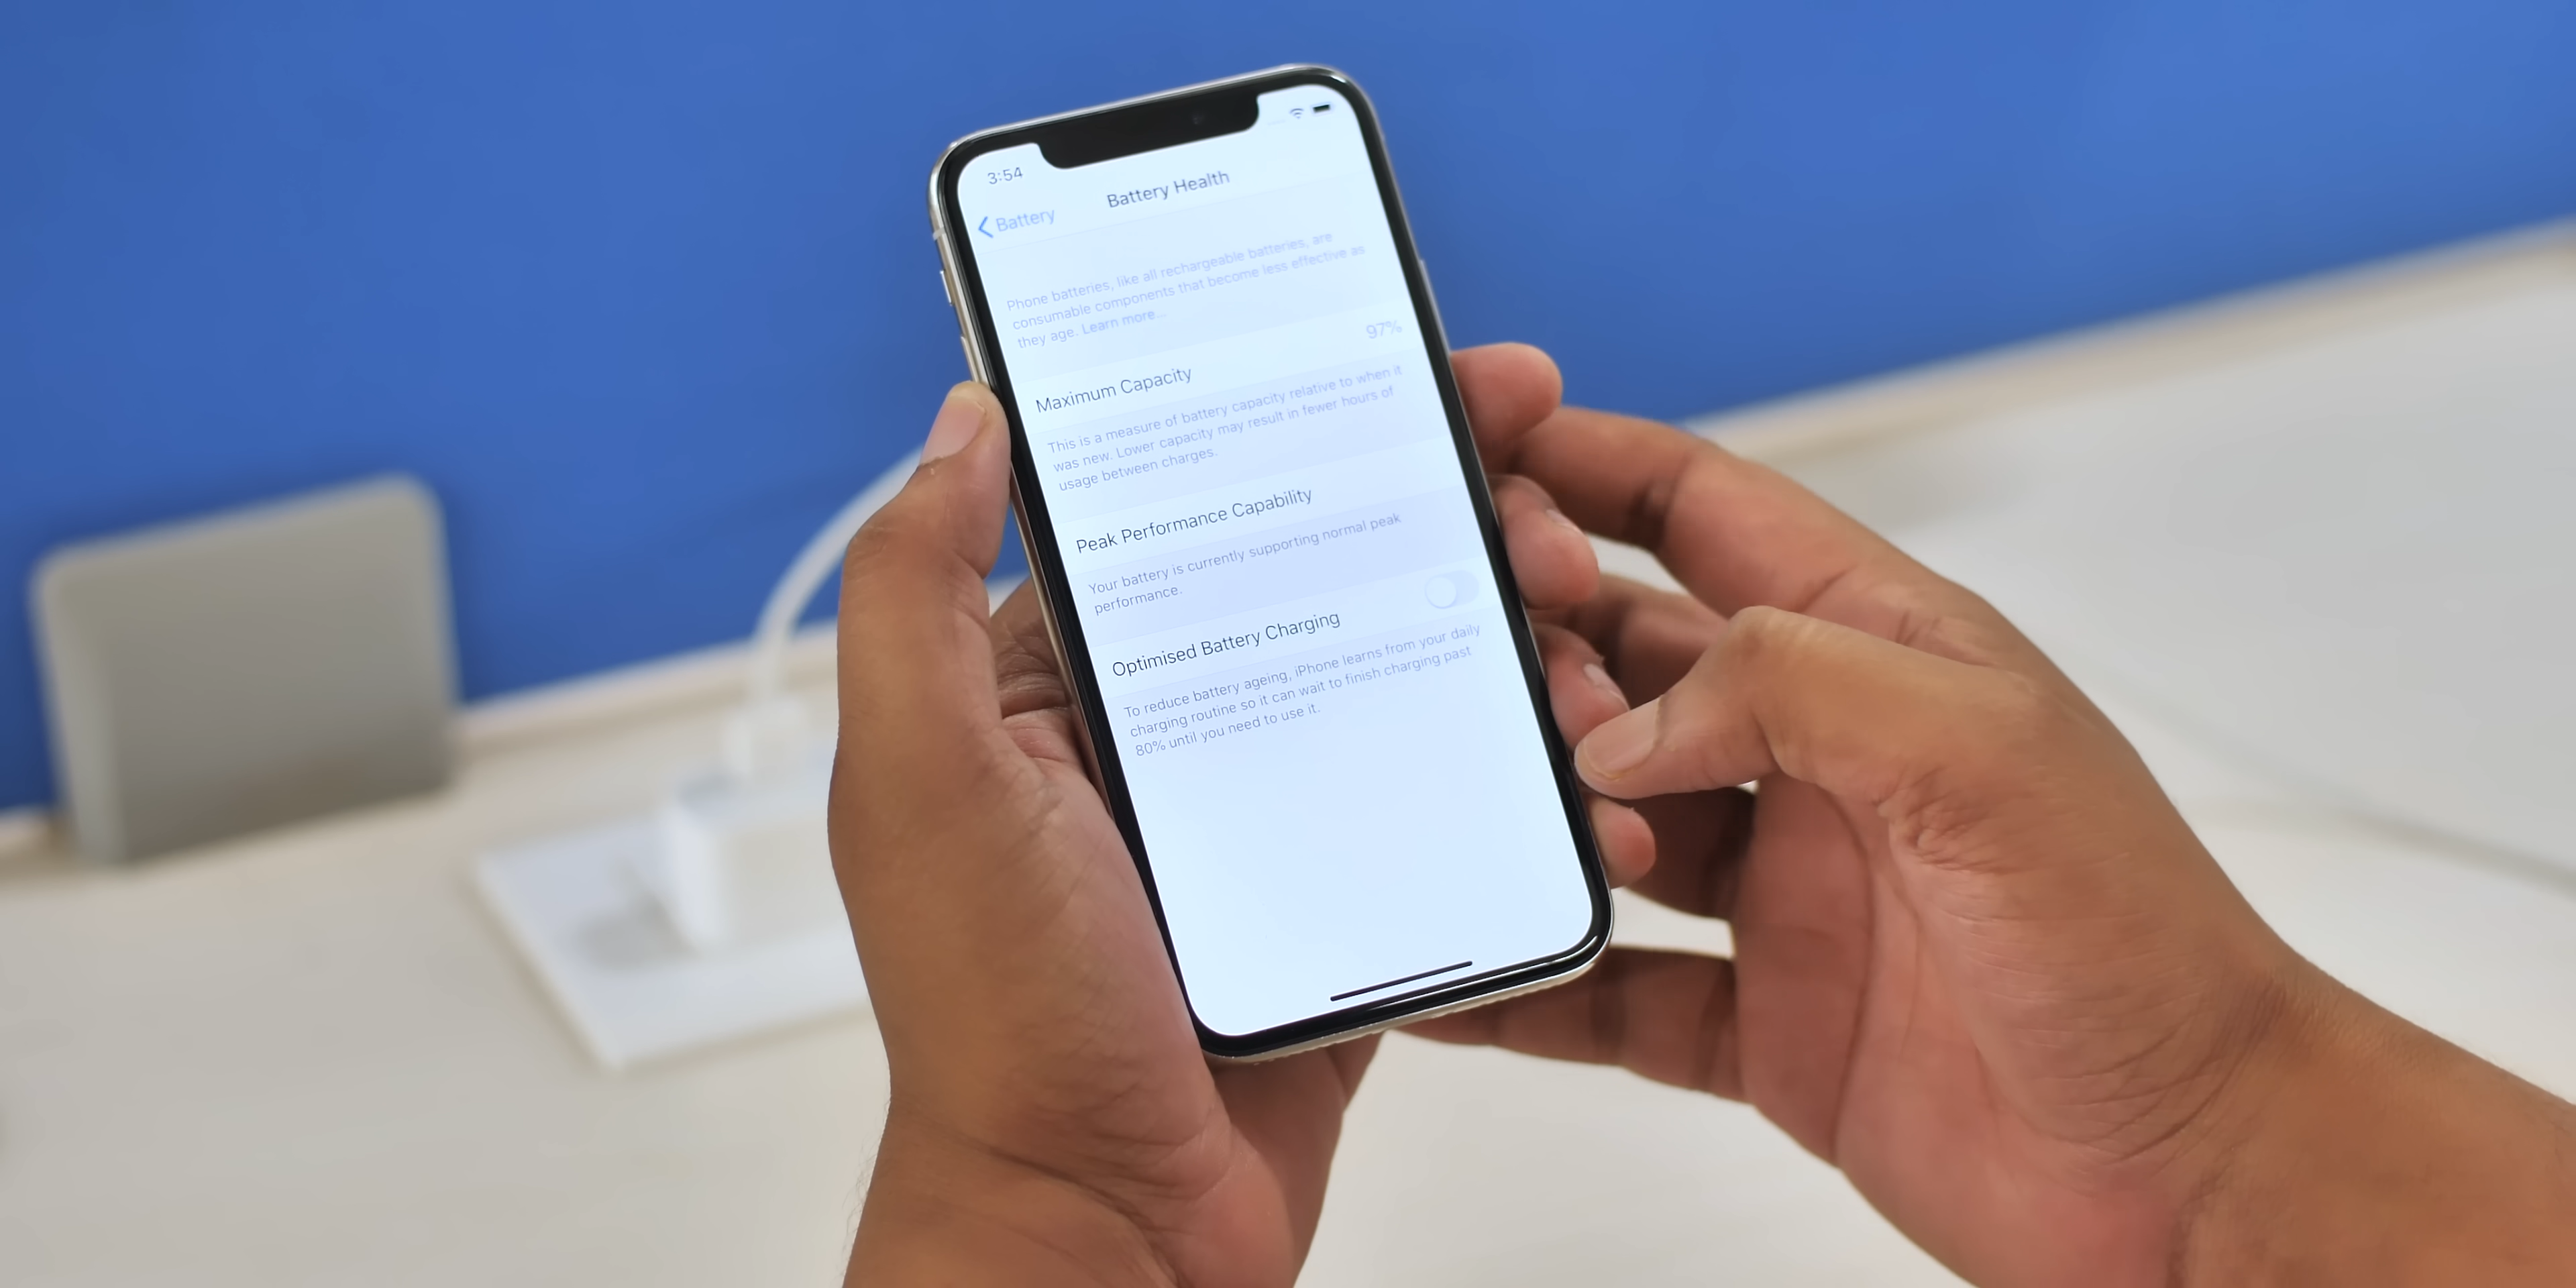 3:54
Battery
Battery Health
Phone batteries, like all rechargeable batteries, are
consumable components that become less effective as
they age. Learn more...
Maximum Capacity
97%
This is a measure of battery capacity relative to when it
was new. Lower capacity may result in fewer hours of
usage between charges.
Peak Performance Capability
Your battery is currently supporting normal peak
performance.
Optimised Battery Charging
To reduce battery ageing, iPhone learns from your daily
charging routine so it can wait to finish charging past
80% until you need to use it.